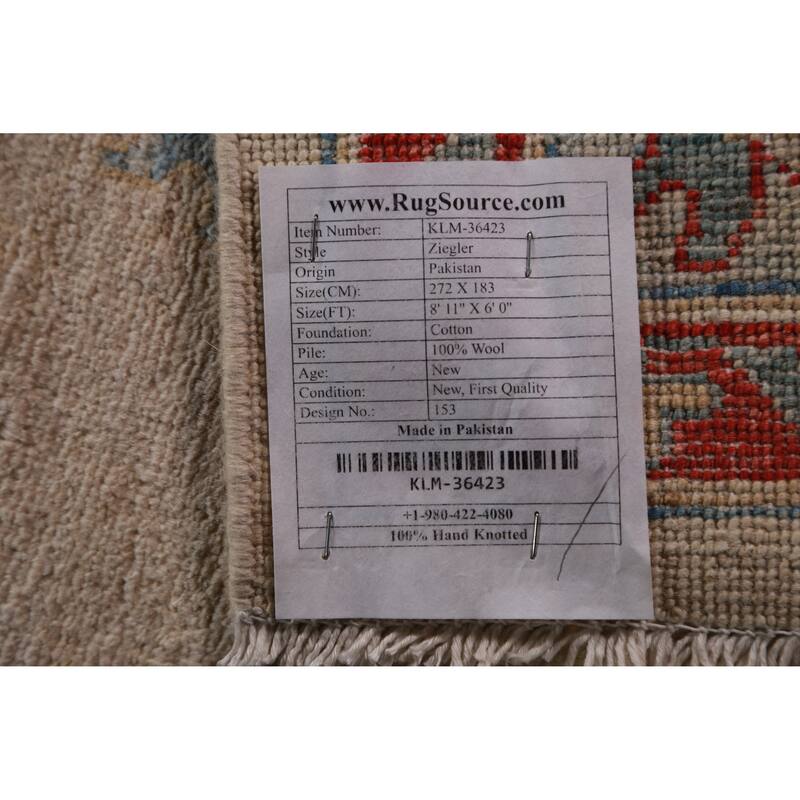 www.RugSource.com
Item Number: KLM-36423
Style Ziegler
Origin Pakistan
Size(CM): 272 X 183
Size(FT): 8' 11" X 6' 0"
Foundation: Cotton
Pile: 100% Wool
Age: New
Condition: New, First Quality
Design No.: 153
Made in Pakistan
KLM-36423
+1-980-422-4080
100% Hand Knotted